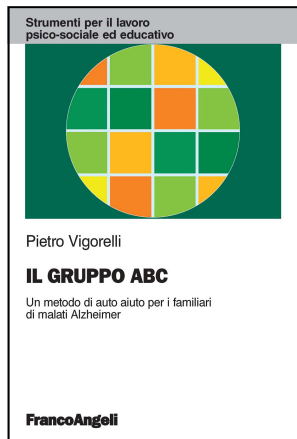 Strumenti per il lavoro
psico-sociale ed educativo
Pietro Vigorelli
IL GRUPPO ABC
Un metodo di auto aiuto per i familiari
di malati Alzheimer
FrancoAngeli